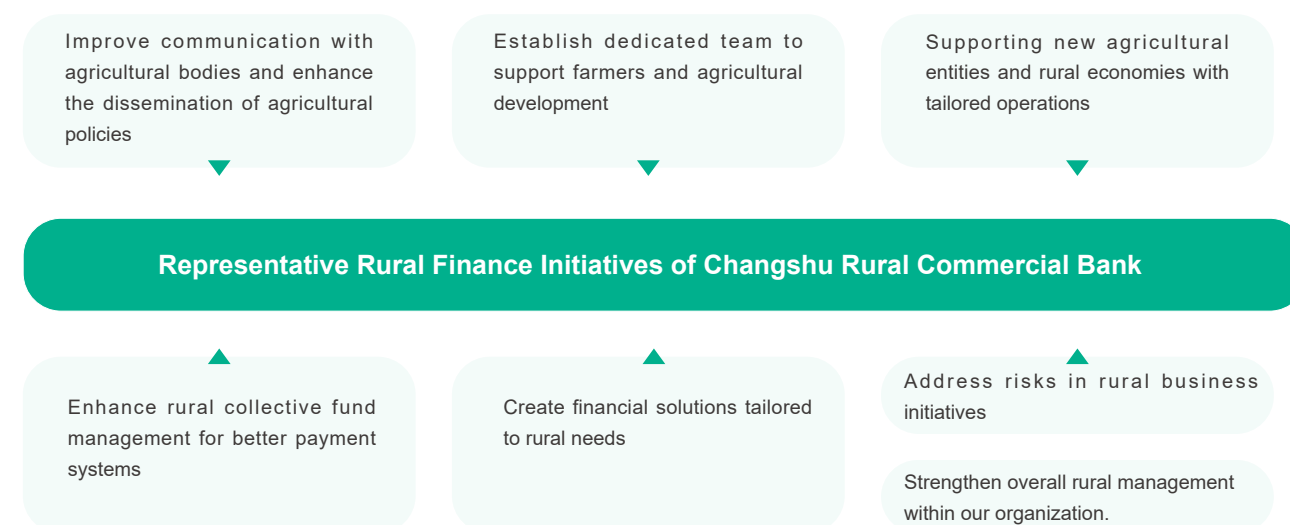 Improve communication with
agricultural bodies and enhance
the dissemination of agricultural
policies
Establish dedicated team to
support farmers and agricultural
development
Supporting new agricultural
entities and rural economies with
tailored operations
Representative Rural Finance Initiatives of Changshu Rural Commercial Bank
Enhance rural collective fund
management for better payment
systems
Create financial solutions tailored
to rural needs
Address risks in rural business
initiatives
Strengthen overall rural management
within our organization.